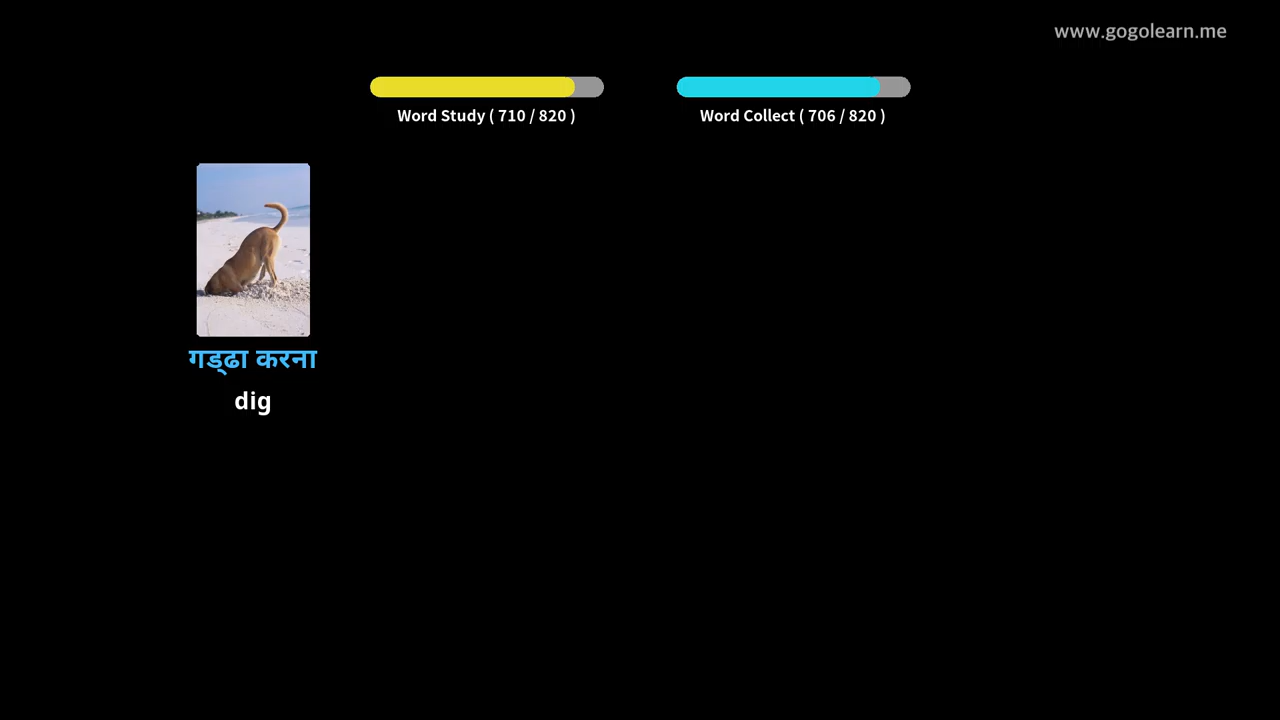 www.gogolearn.me
Word Study ( 710 / 820 )
Word Collect ( 706 / 820 )
गड्ढा करना
dig